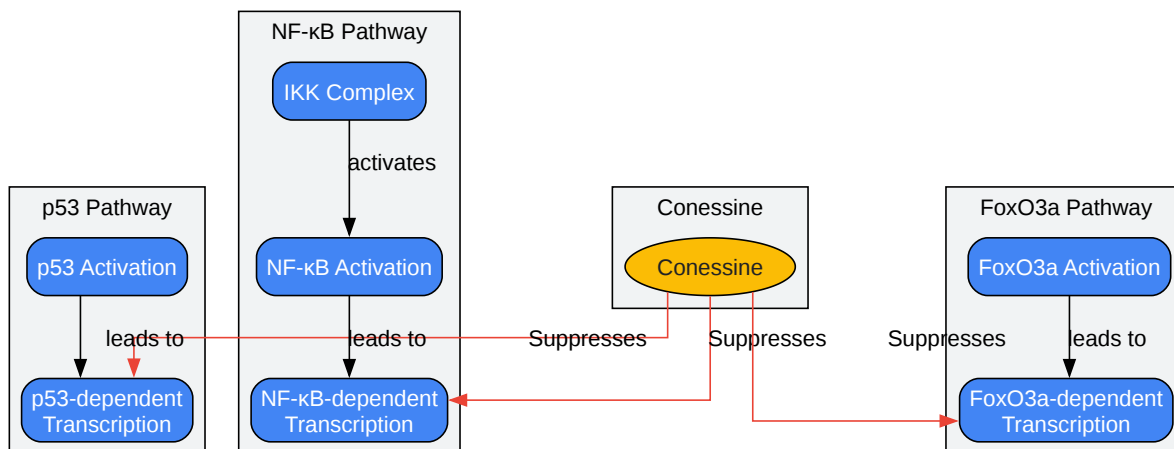 NF-κB Pathway
IKK Complex
activates
p53 Pathway
Conessine
FoxO3a Pathway
p53 Activation
NF-κB Activation
Conessine
FoxO3a Activation
leads to
leads to
Suppresses
Suppresses
Suppresses
leads to
p53-dependent
Transcription
NF-κB-dependent
Transcription
FoxO3a-dependent
Transcription